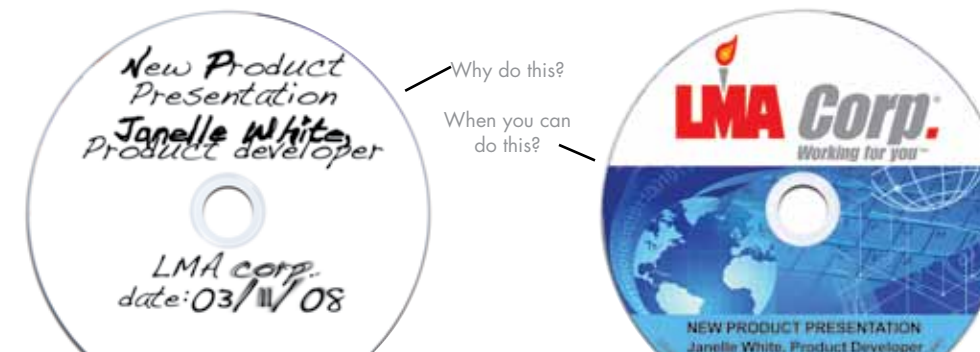 New Product
Presentation
Janelle White,
Product developer
LMA corp.
date: 03/11/08
Why do this?
When you can
do this?
LMA Corp.
Working for you™
NEW PRODUCT PRESENTATION
Janelle White, Product Developer